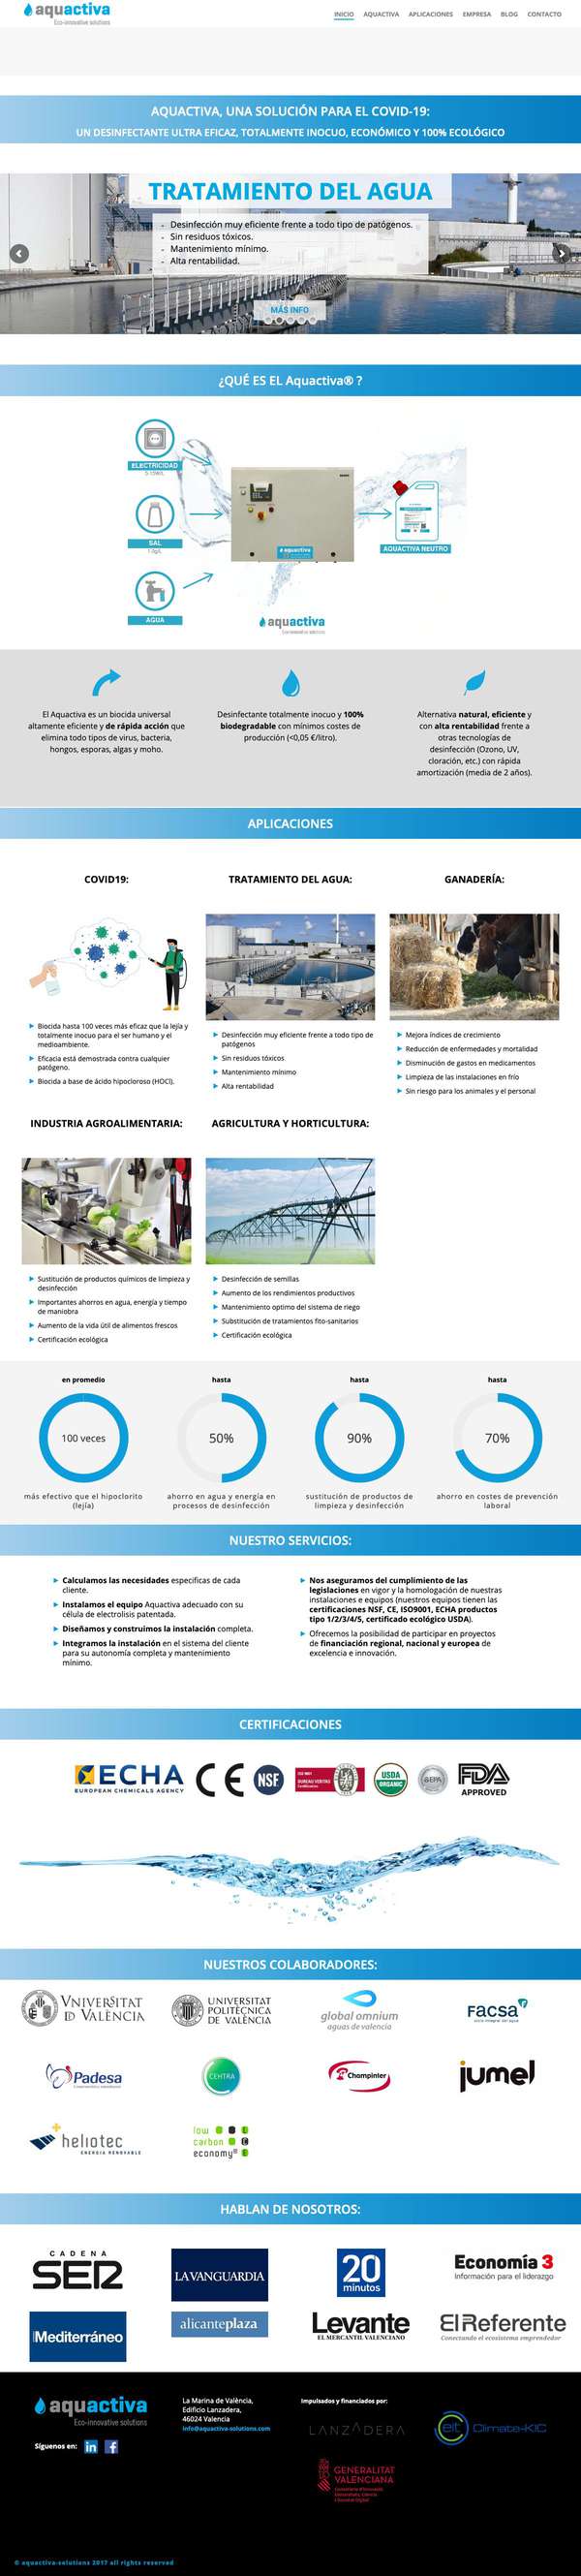 aquactiva
Eco-innovative solutions
INICIO AQUACTIVA APLICACIONES EMPRESA BLOG CONTACTO
AQUACTIVA, UNA SOLUCIÓN PARA EL COVID-19:
UN DESINFECTANTE ULTRA EFICAZ, TOTALMENTE INOCUO, ECONÓMICO Y 100% ECOLÓGICO
TRATAMIENTO DEL AGUA
- Desinfección muy eficiente frente a todo tipo de patógenos.
- Sin residuos tóxicos.
- Mantenimiento mínimo.
- Alta rentabilidad.
MÁS INFO
¿QUÉ ES EL Aquactiva® ?
ELECTRICIDAD
SAL
AGUA
aquactiva
AQUACTIVA NEUTRO
aquactiva
El Aquactiva es un biocida universal
altamente eficiente y de rápida acción que
elimina todo tipos de virus, bacteria,
hongos, esporas, algas y moho.
Desinfectante totalmente inocuo y 100%
biodegradable con mínimos costes de
producción (<0,05 €/litro).
Alternativa natural, eficiente y
con alta rentabilidad frente a
otras tecnologías de
desinfección (Ozono, UV,
cloración, etc.) con rápida
amortización (media de 2 años).
APLICACIONES
COVID19:
Biocida hasta 100 veces más eficaz que la lejía y
totalmente inocuo para el ser humano y el
medioambiente.
Eficacia está demostrada contra cualquier
patógeno.
Biocida a base de ácido hipocloroso (HOCl).
TRATAMIENTO DEL AGUA:
Desinfección muy eficiente frente a todo tipo de
patógenos
Sin residuos tóxicos
Mantenimiento mínimo
Alta rentabilidad
GANADERÍA:
Mejora índices de crecimiento
Reducción de enfermedades y mortalidad
Disminución de gastos en medicamentos
Limpieza de las instalaciones en frío
Sin riesgo para los animales y el personal
INDUSTRIA AGROALIMENTARIA:
Sustitución de productos químicos de limpieza y
desinfección
Importantes ahorros en agua, energía y tiempo
de maniobra
Aumento de la vida útil de alimentos frescos
Certificación ecológica
AGRICULTURA Y HORTICULTURA:
Desinfección de semillas
Aumento de los rendimientos productivos
Mantenimiento optimo del sistema de riego
Substitución de tratamientos fito-sanitarios
Certificación ecológica
en promedio
100 veces
más efectivo que el hipoclorito
(lejía)
hasta
50%
ahorro en agua y energía en
procesos de desinfección
hasta
90%
sustitución de productos de
limpieza y desinfección
hasta
70%
ahorro en costes de prevención
laboral
NUESTRO SERVICIOS:
Calculamos las necesidades especificas de cada
cliente.
Instalamos el equipo Aquactiva adecuado con su
célula de electrolisis patentada.
Diseñamos y construimos la instalación completa.
Integramos la instalación en el sistema del cliente
para su autonomía completa y mantenimiento
mínimo.
Nos aseguramos del cumplimiento de las
legislaciones en vigor y la homologación de nuestras
instalaciones e equipos (nuestros equipos tienen las
certificaciones NSF, CE, ISO9001, ECHA productos
tipo 1/2/3/4/5, certificado ecológico USDA).
Ofrecemos la posibilidad de participar en proyectos
de financiación regional, nacional y europea de
excelencia e innovación.
CERTIFICACIONES
ECHA
EUROPEAN CHEMICALS AGENCY
CE
NSF
ISO 9001
BUREAU VERITAS
Certification
USDA
ORGANIC
GEPA
FDA
APPROVED
NUESTROS COLABORADORES:
VNIVERSITAT
ID VALÈNCIA
UNIVERSITAT
POLITÈCNICA
DE VALÈNCIA
global omnium
aguas de valencia
FACSA
Padesa
CEHTRA
Champinter
jumel
heliotec
ENERGÍA RENOVABLE
low
carbon
economy
HABLAN DE NOSOTROS:
CADENA
SER
LA VANGUARDIA
20
minutos
Economía 3
Información para el liderazgo
Mediterráneo
alicanteplaza
Levante
EL MERCANTIL VALENCIANO
El Referente
Conectando el ecosistema emprendedor
aquactiva
Eco-innovative solutions
Síguenos en:
La Marina de València,
Edificio Lanzadera,
46024 Valencia
info@aquactiva-solutions.com
Impulsados y financiados por:
LANZADERA
eit Climate-KIC
GENERALITAT
VALENCIANA
© aquactiva-solutions 2017 all rights reserved